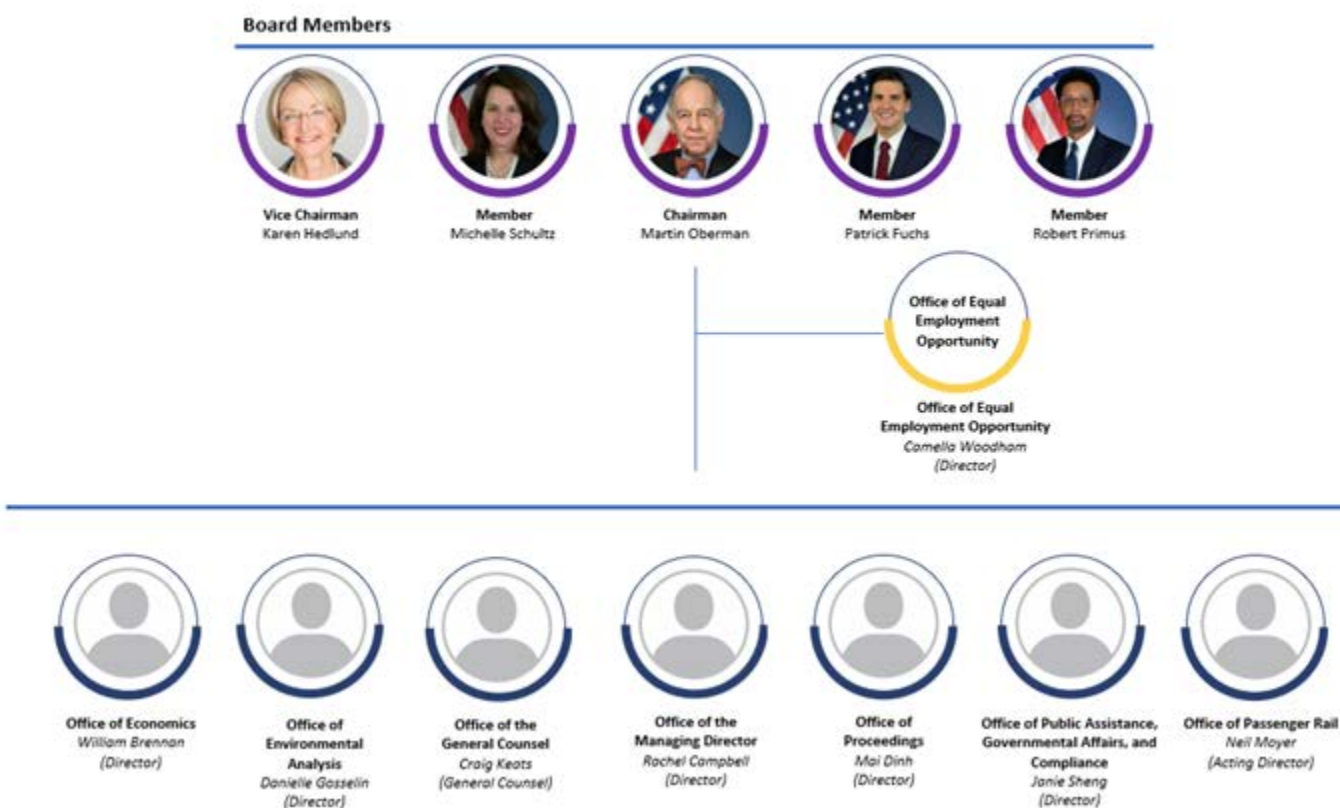 Board Members
Vice Chairman
Karen Hedlund
Member
Michelle Schultz
Chairman
Martin Oberman
Member
Patrick Fuchs
Member
Robert Primus
Office of Equal
Employment
Opportunity
Office of Equal
Employment Opportunity
Camella Woodham
(Director)
Office of Economics
William Brennan
(Director)
Office of
Environmental
Analysis
Danielle Gosselin
(Director)
Office of the
General Counsel
Craig Keats
(General Counsel)
Office of the
Managing Director
Rachel Campbell
(Director)
Office of
Proceedings
Mai Dinh
(Director)
Office of Public Assistance,
Governmental Affairs, and
Compliance
Janie Sheng
(Director)
Office of Passenger Rail
Neil Moyer
(Acting Director)